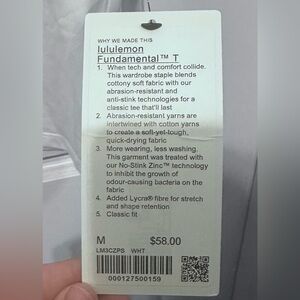 WHY WE MADE THIS
lululemon
Fundamental™ T
1. When tech and comfort collide.
This wardrobe staple blends
cottony soft fabric with our
abrasion-resistant and
anti-stink technologies for a
classic tee that'll last
2. Abrasion-resistant yarns are
intertwined with cotton yarns
to create a soft-yet-tough,
quick-drying fabric
3. More wearing, less washing.
This garment was treated with
our No-Stink Zinc™ technology
to inhibit the growth of
odour-causing bacteria on the
fabric
4. Added Lycra® fibre for stretch
and shape retention
5. Classic fit
M $58.00
LM3CZPS WHT
000127500159